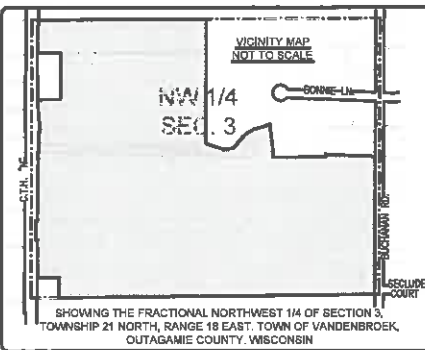 VICINITY MAP
NOT TO SCALE
BONNIE LN.
NW 1/4
SEC. 3
C.T.H. "N"
BUCHANAN RD.
SECLUDE
COURT
SHOWING THE FRACTIONAL NORTHWEST 1/4 OF SECTION 3,
TOWNSHIP 21 NORTH, RANGE 18 EAST, TOWN OF VANDENBROEK,
OUTAGAMIE COUNTY, WISCONSIN